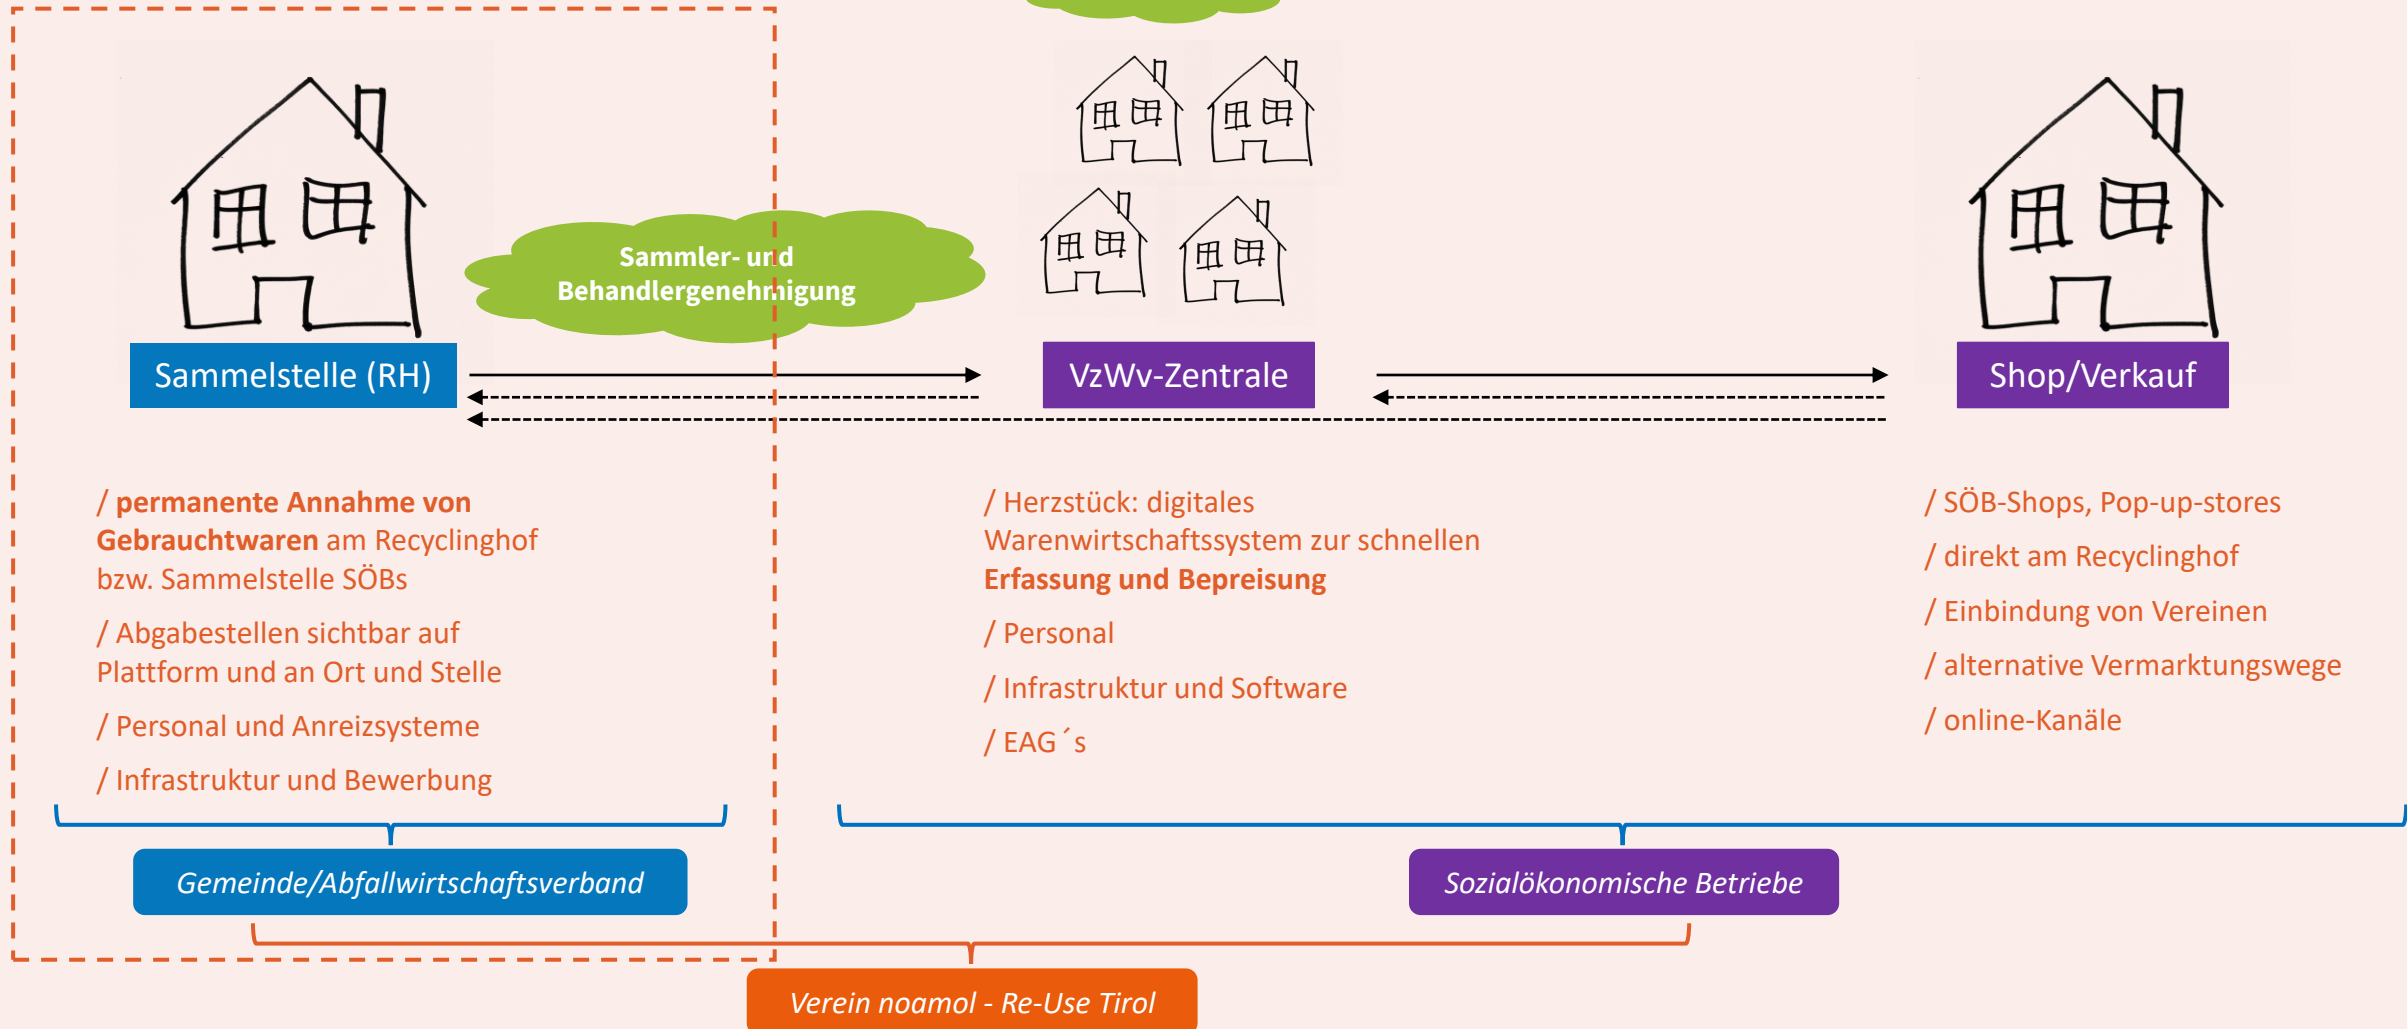 Sammler- und
Behandlergenehmigung
Sammelstelle (RH)
VzWv-Zentrale
Shop/Verkauf
/ permanente Annahme von
Gebrauchtwaren am Recyclinghof
bzw. Sammelstelle SÖBs
/ Abgabestellen sichtbar auf
Plattform und an Ort und Stelle
/ Personal und Anreizsysteme
/ Infrastruktur und Bewerbung
/ Herzstück: digitales
Warenwirtschaftssystem zur schnellen
Erfassung und Bepreisung
/ Personal
/ Infrastruktur und Software
/ EAG´s
/ SÖB-Shops, Pop-up-stores
/ direkt am Recyclinghof
/ Einbindung von Vereinen
/ alternative Vermarktungswege
/ online-Kanäle
Gemeinde/Abfallwirtschaftsverband
Sozialökonomische Betriebe
Verein noamol - Re-Use Tirol